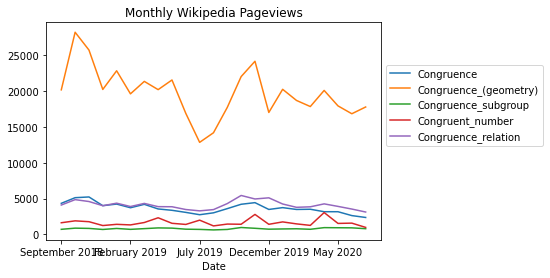 Monthly Wikipedia Pageviews
25000
20000
15000
10000
5000
0
September 2018
February 2019
July 2019
December 2019
May 2020
Date
Congruence
Congruence_(geometry)
Congruence_subgroup
Congruent_number
Congruence_relation